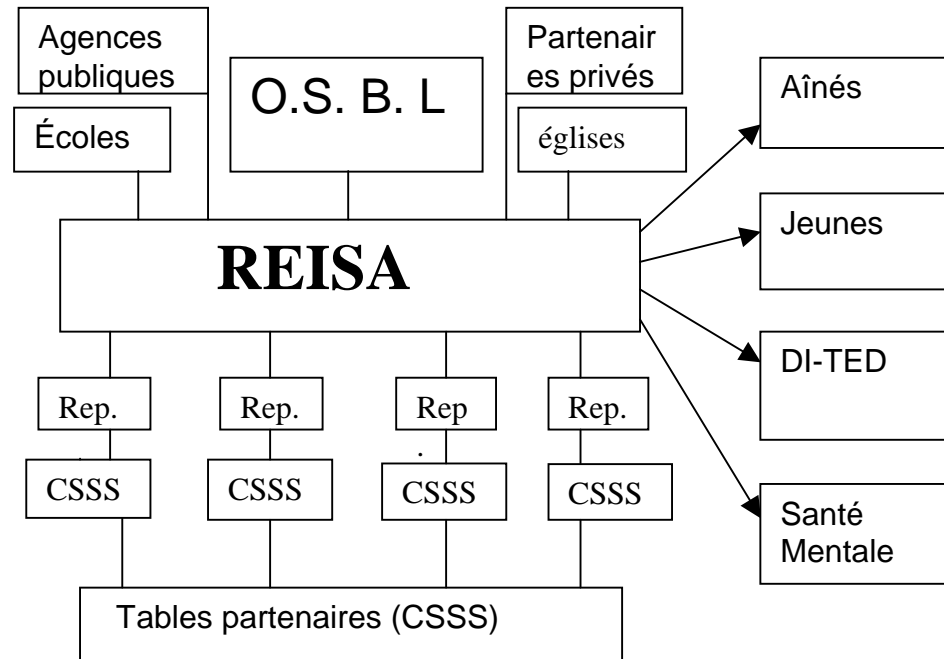 Agences
publiques
O.S. B. L
Partenair
es privés
Aînés
Écoles
églises
REISA
Jeunes
DI-TED
Rep.
Rep.
Rep
.
Rep.
CSSS
CSSS
CSSS
CSSS
Santé
Mentale
Tables partenaires (CSSS)